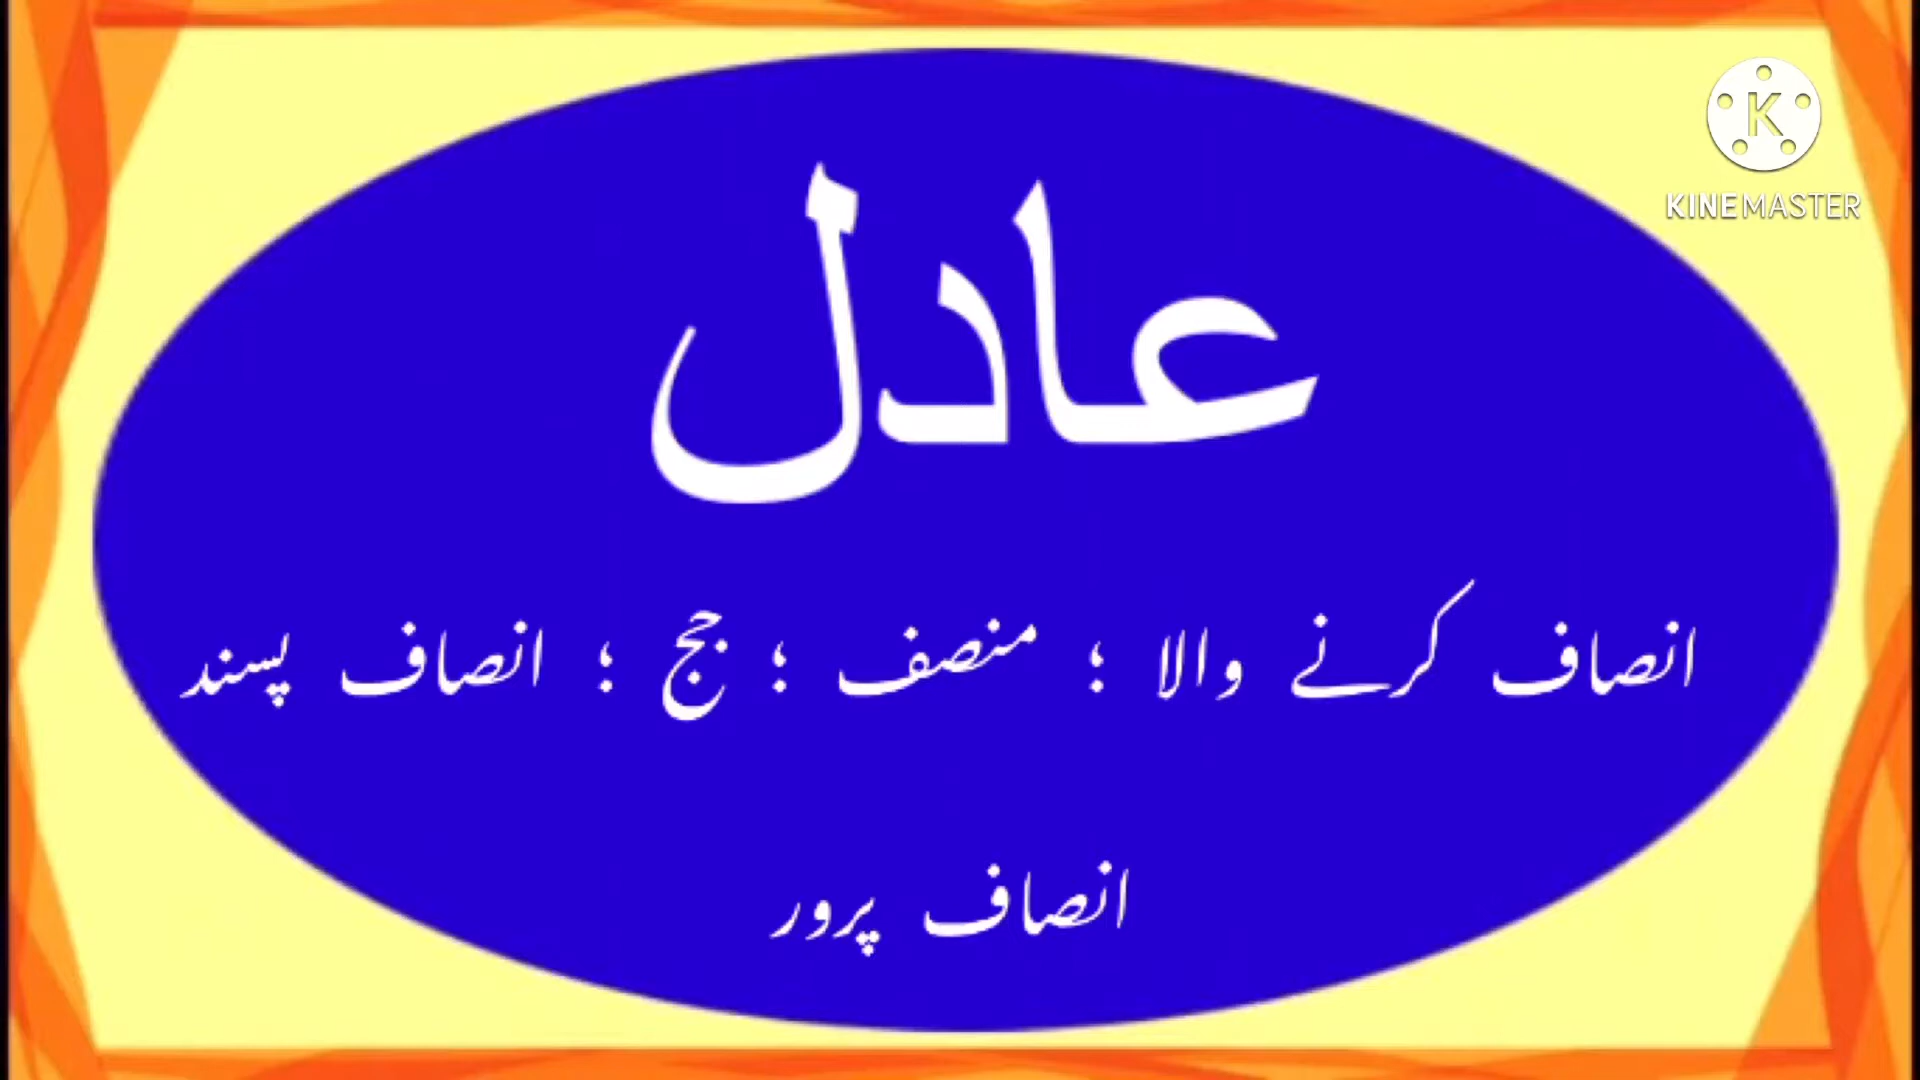 K
KINEMASTER
عادل
انصاف کرنے والا ؛ منصف ؛ جج ؛ انصاف پسند
انصاف پرور